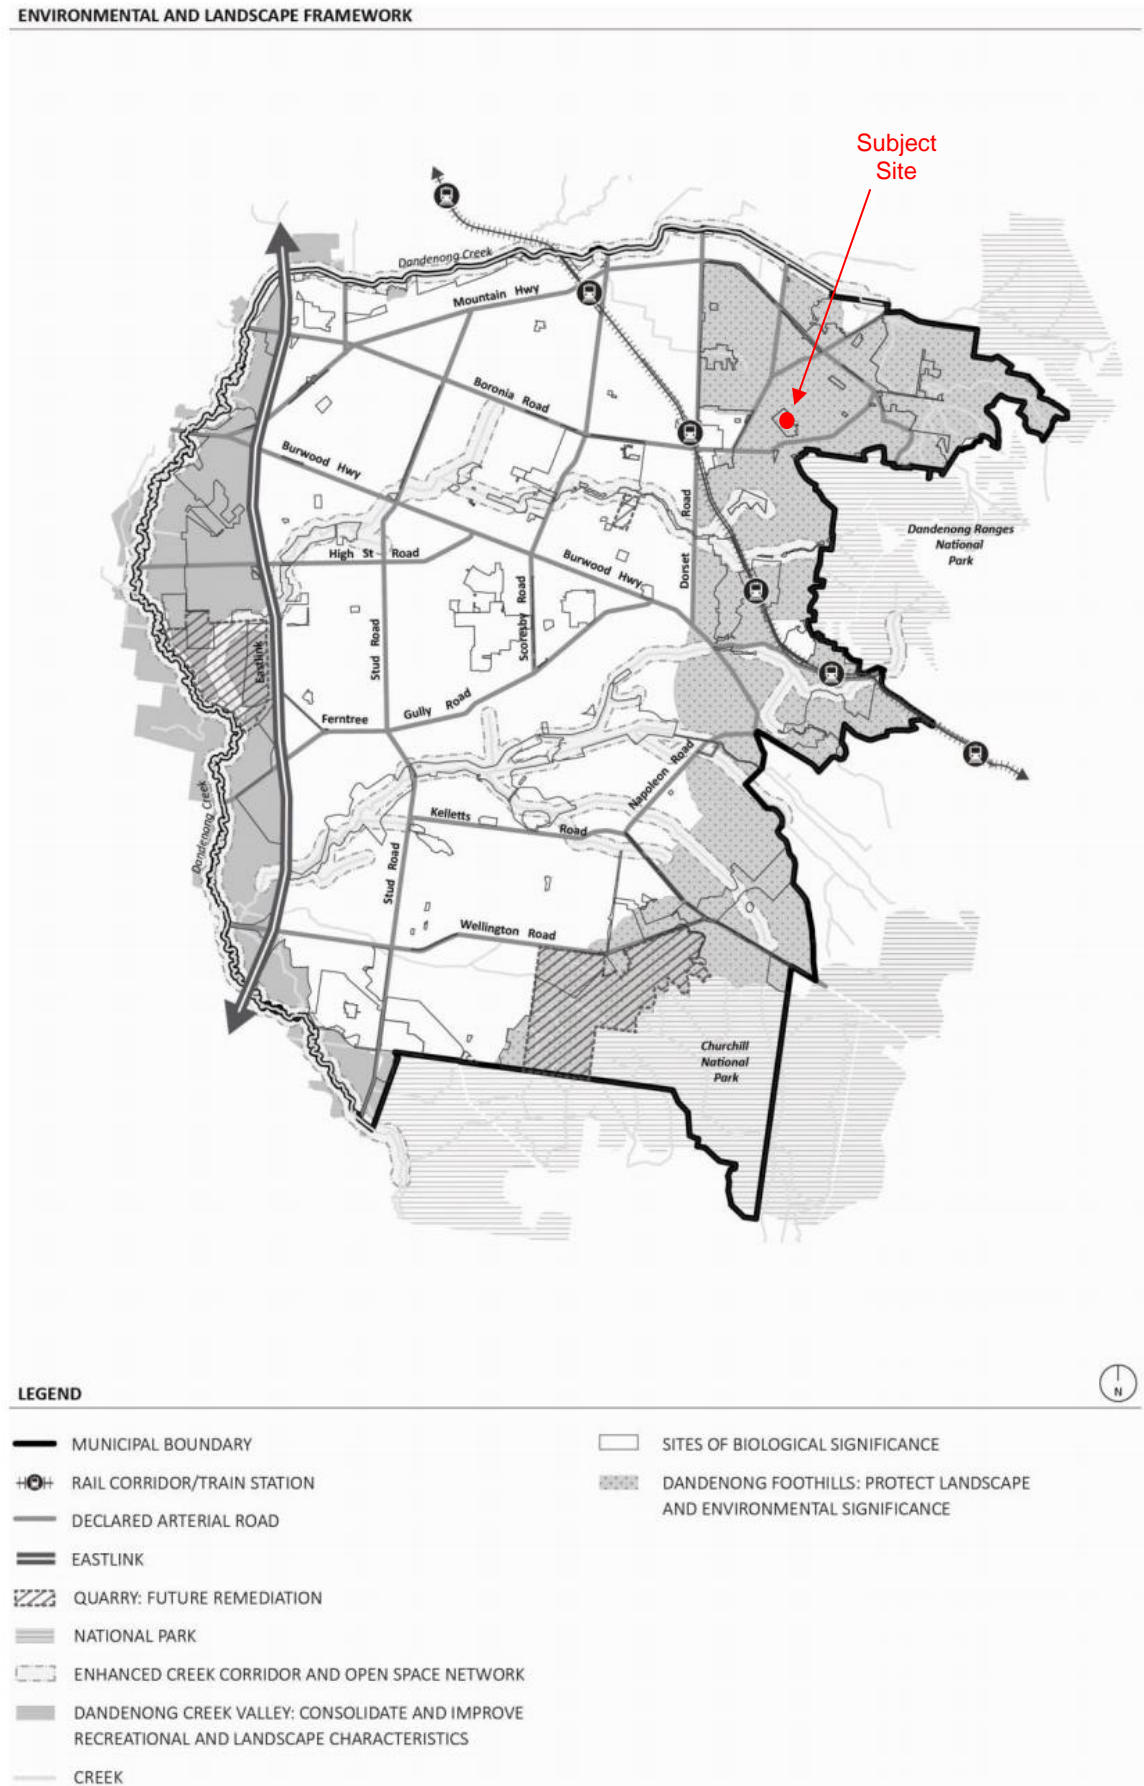 ENVIRONMENTAL AND LANDSCAPE FRAMEWORK
Subject
Site
Dandenong Creek
Mountain Hwy
Boronia Road
Burwood Hwy
Road
Dorset
High St Road
Burwood Hwy
Dandenong Ranges
National
Park
Scoresby Road
Stud Road
Eastlink
Ferntree
Gully Road
Napoleon Road
Dandenong Creek
Kelletts
Road
Stud Road
Wellington Road
Churchill
National
Park
LEGEND
N
MUNICIPAL BOUNDARY
RAIL CORRIDOR/TRAIN STATION
DECLARED ARTERIAL ROAD
EASTLINK
QUARRY: FUTURE REMEDIATION
NATIONAL PARK
ENHANCED CREEK CORRIDOR AND OPEN SPACE NETWORK
DANDENONG CREEK VALLEY: CONSOLIDATE AND IMPROVE
RECREATIONAL AND LANDSCAPE CHARACTERISTICS
CREEK
SITES OF BIOLOGICAL SIGNIFICANCE
DANDENONG FOOTHILLS: PROTECT LANDSCAPE
AND ENVIRONMENTAL SIGNIFICANCE